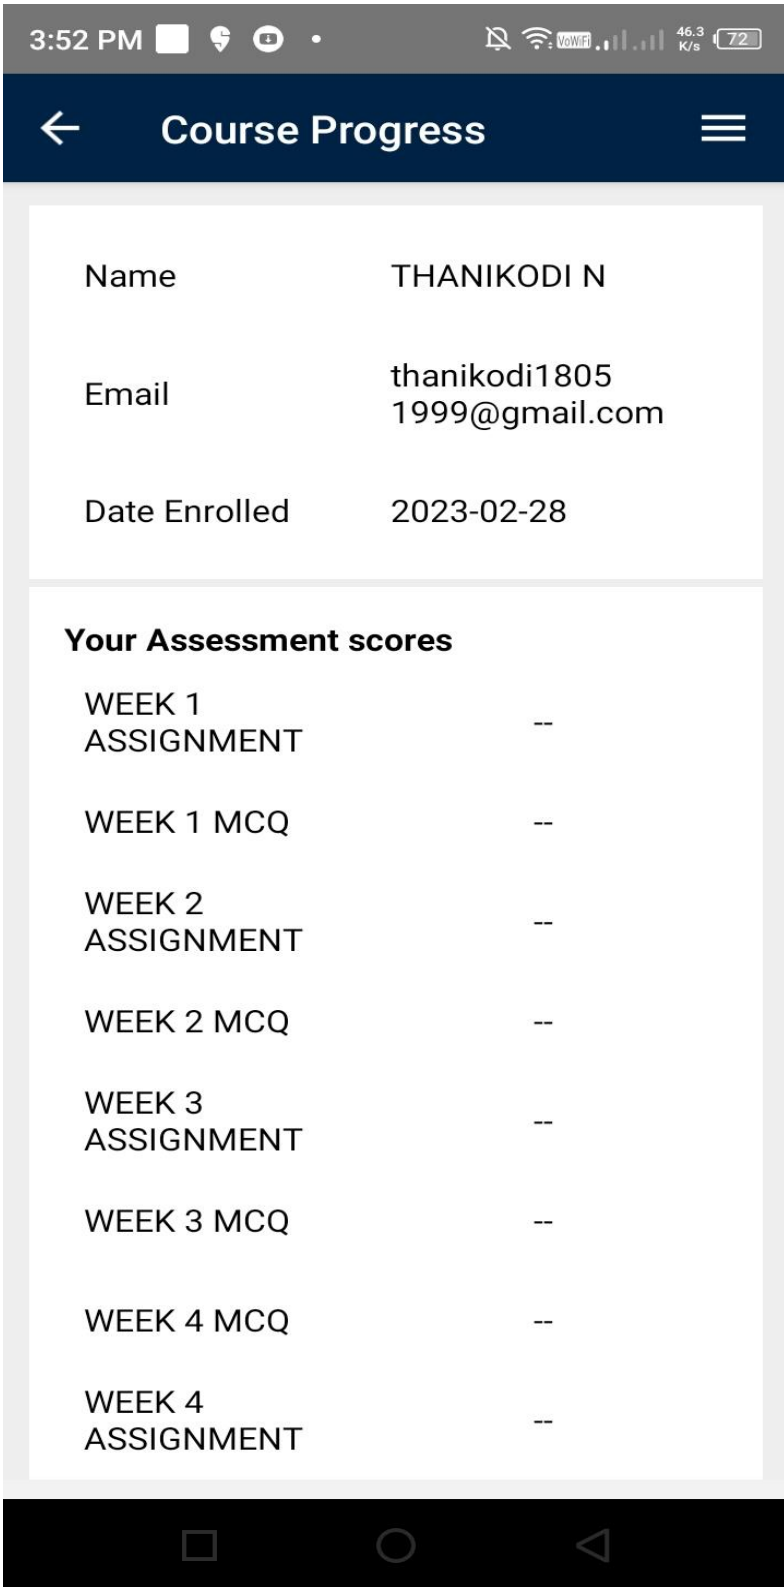 3:52 PM
VoWiFi
46.3
K/s
72
Course Progress
Name THANIKODI N
Email thanikodi1805
1999@gmail.com
Date Enrolled 2023-02-28
Your Assessment scores
WEEK 1
ASSIGNMENT --
WEEK 1 MCQ --
WEEK 2
ASSIGNMENT --
WEEK 2 MCQ --
WEEK 3
ASSIGNMENT --
WEEK 3 MCQ --
WEEK 4 MCQ --
WEEK 4
ASSIGNMENT --